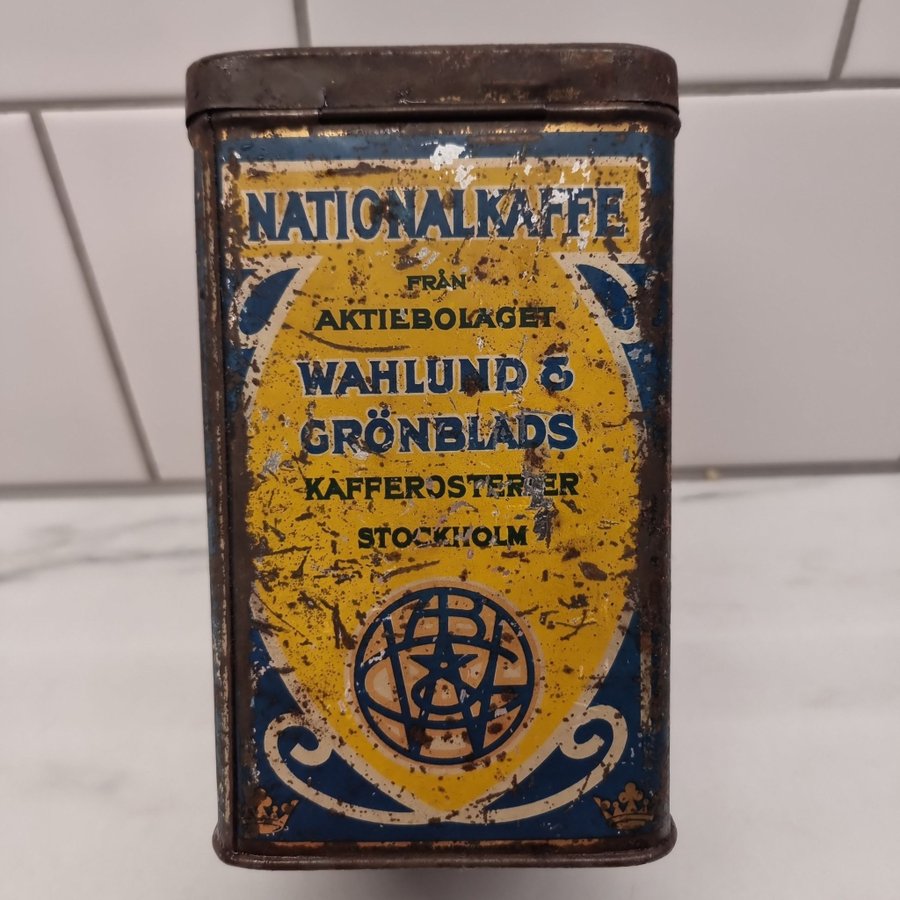 NATIONALKAFFE
FRÅN
AKTIEBOLAGET
WAHLUND &
GRÖNBLADS
KAFFEROSTERIER
STOCKHOLM